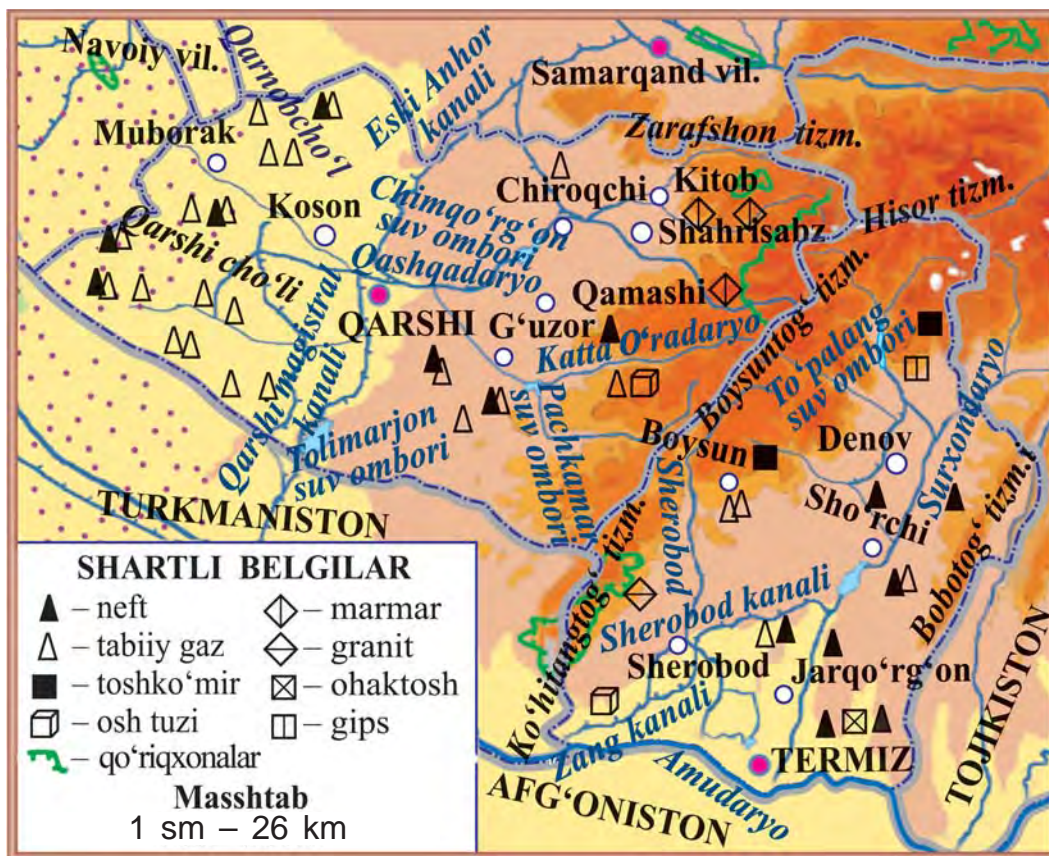 Navoiy vil.
Qarnobcho‘l
Eski Anhor
kanali
Samarqand vil.
Muborak
Zarafshon tizm.
Chiroqchi
Kitob
Hisor tizm.
Koson
Chimqo‘rg‘on
suv ombori
Shahrisabz
Qarshi cho‘li
Qashqadaryo
Qamashi
QARSHI
G‘uzor
Katta O‘radaryo
Boysuntog‘ tizm.
To‘palang
suv ombori
Surxondaryo
Qarshi magistral
kanali
Tolimarjon
suv ombori
Pachkamar
suv ombori
Boysun
Denov
Sherobod
Sho‘rchi
TURKMANISTON
Ko‘hitangtog‘ tizm.
Sherobod kanali
Bobotog‘ tizm.
Sherobod
Jarqo‘rg‘on
Zang kanali
TERMIZ
TOJIKISTON
AFG‘ONISTON
Amudaryo
SHARTLI BELGILAR
– neft
– marmar
– tabiiy gaz
– granit
– toshko‘mir
– ohaktosh
– osh tuzi
– gips
– qo‘riqxonalar
Masshtab
1 sm – 26 km